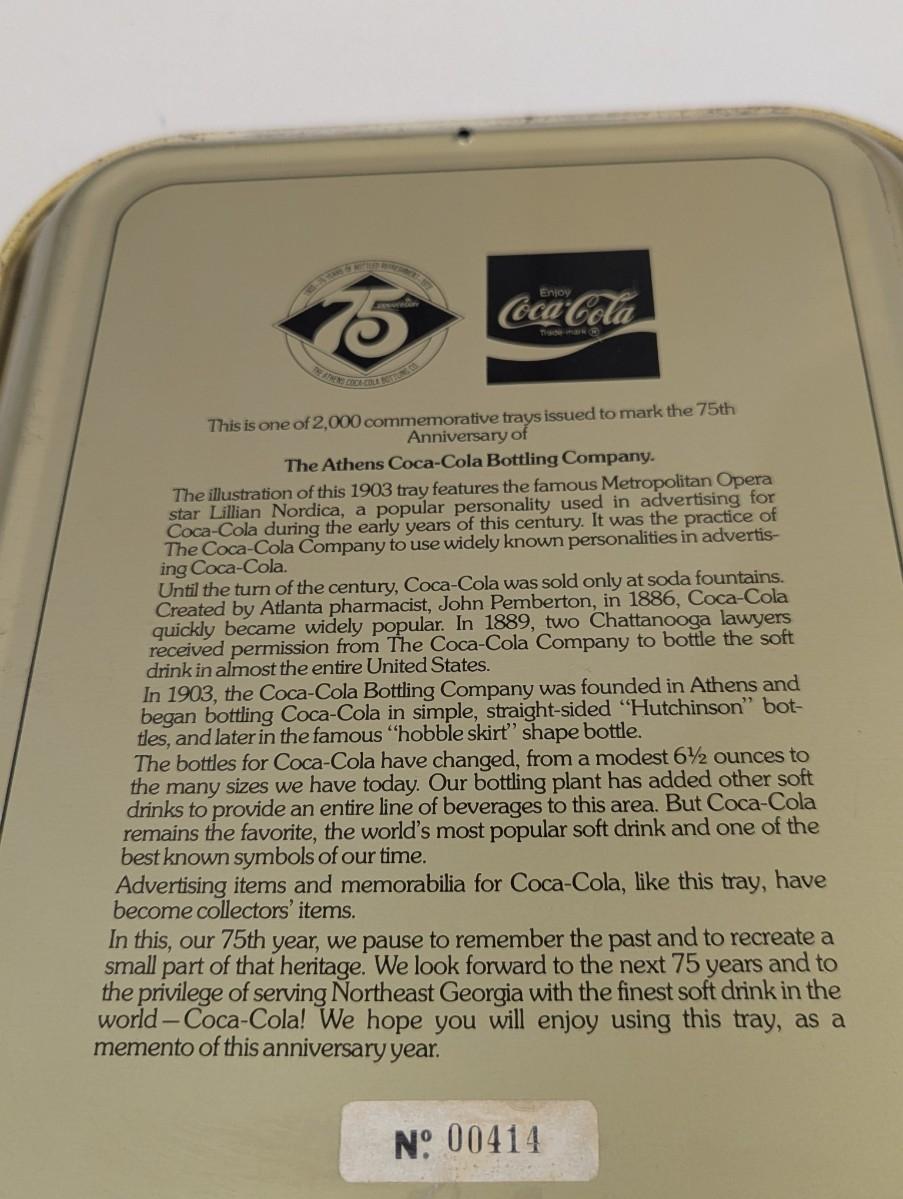 1903 - 75 YEARS OF BOTTLED REFRESHMENT - 1978
75th
ANNIVERSARY
THE ATHENS COCA-COLA BOTTLING CO.
Enjoy
Coca-Cola
Trade-mark ®
This is one of 2,000 commemorative trays issued to mark the 75th
Anniversary of
The Athens Coca-Cola Bottling Company.
The illustration of this 1903 tray features the famous Metropolitan Opera
star Lillian Nordica, a popular personality used in advertising for
Coca-Cola during the early years of this century. It was the practice of
The Coca-Cola Company to use widely known personalities in advertis-
ing Coca-Cola.
Until the turn of the century, Coca-Cola was sold only at soda fountains.
Created by Atlanta pharmacist, John Pemberton, in 1886, Coca-Cola
quickly became widely popular. In 1889, two Chattanooga lawyers
received permission from The Coca-Cola Company to bottle the soft
drink in almost the entire United States.
In 1903, the Coca-Cola Bottling Company was founded in Athens and
began bottling Coca-Cola in simple, straight-sided "Hutchinson" bot-
tles, and later in the famous "hobble skirt" shape bottle.
The bottles for Coca-Cola have changed, from a modest 6½ ounces to
the many sizes we have today. Our bottling plant has added other soft
drinks to provide an entire line of beverages to this area. But Coca-Cola
remains the favorite, the world's most popular soft drink and one of the
best known symbols of our time.
Advertising items and memorabilia for Coca-Cola, like this tray, have
become collectors' items.
In this, our 75th year, we pause to remember the past and to recreate a
small part of that heritage. We look forward to the next 75 years and to
the privilege of serving Northeast Georgia with the finest soft drink in the
world—Coca-Cola! We hope you will enjoy using this tray, as a
memento of this anniversary year.
Nº. 00414